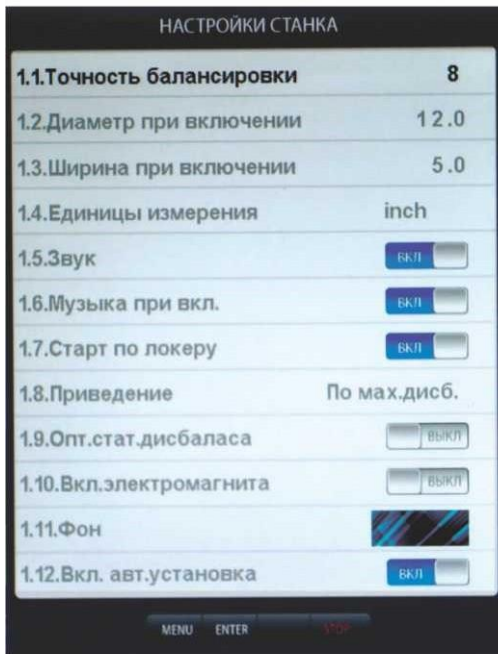 НАСТРОЙКИ СТАНКА
1.1.Точность балансировки 8
1.2.Диаметр при включении 12.0
1.3.Ширина при включении 5.0
1.4.Единицы измерения inch
1.5.Звук ВКЛ
1.6.Музыка при вкл. ВКЛ
1.7.Старт по локеру ВКЛ
1.8.Приведение По мах.дисб.
1.9.Опт.стат.дисбаласа ВЫКЛ
1.10.Вкл.электромагнита ВЫКЛ
1.11.Фон
1.12.Вкл. авт.установка ВКЛ
MENU ENTER STOP